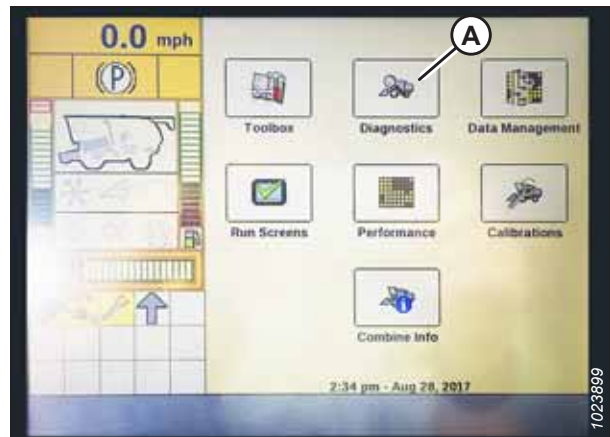 0.0 mph
A
(P)
Toolbox
Diagnostics
Data Management
Run Screens
Performance
Calibrations
i
Combine Info
2:34 pm - Aug 28, 2017
1023899